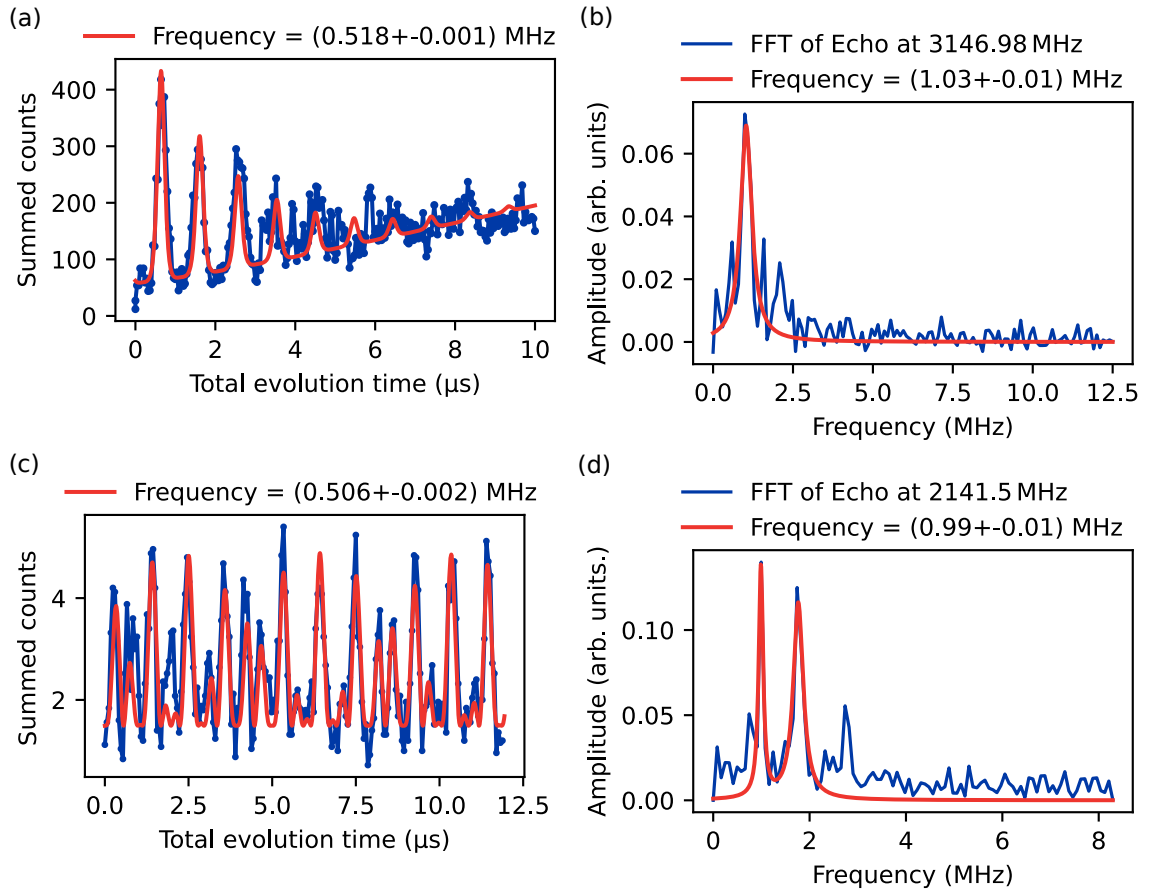 (a)
Frequency = (0.518+-0.001) MHz
Summed counts
400
300
200
100
0
0 2 4 6 8 10
Total evolution time (μs)
(b)
FFT of Echo at 3146.98 MHz
Frequency = (1.03+-0.01) MHz
Amplitude (arb. units)
0.06
0.04
0.02
0.00
0.0 2.5 5.0 7.5 10.0 12.5
Frequency (MHz)
(c)
Frequency = (0.506+-0.002) MHz
Summed counts
4
2
0.0 2.5 5.0 7.5 10.0 12.5
Total evolution time (μs)
(d)
FFT of Echo at 2141.5 MHz
Frequency = (0.99+-0.01) MHz
Amplitude (arb. units.)
0.10
0.05
0.00
0 2 4 6 8
Frequency (MHz)